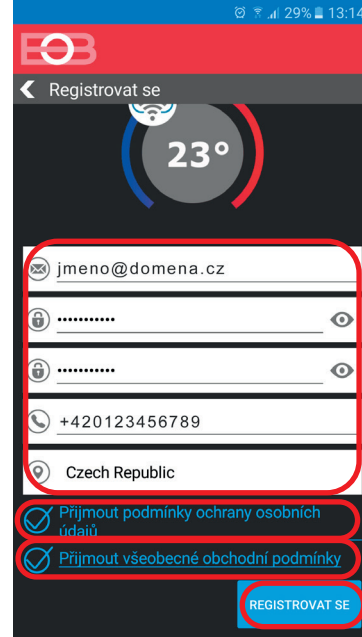 29% 13:14
EOB
Registrovat se
23°
jmeno@domena.cz
•••••••••••
•••••••••••
+420123456789
Czech Republic
Přijmout podmínky ochrany osobních
údajů
Přijmout všeobecné obchodní podmínky
REGISTROVAT SE